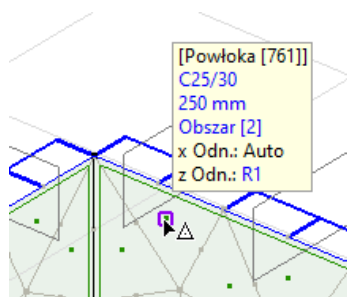 [Powłoka [761]]
C25/30
250 mm
Obszar [2]
x Odn.: Auto
z Odn.: R1